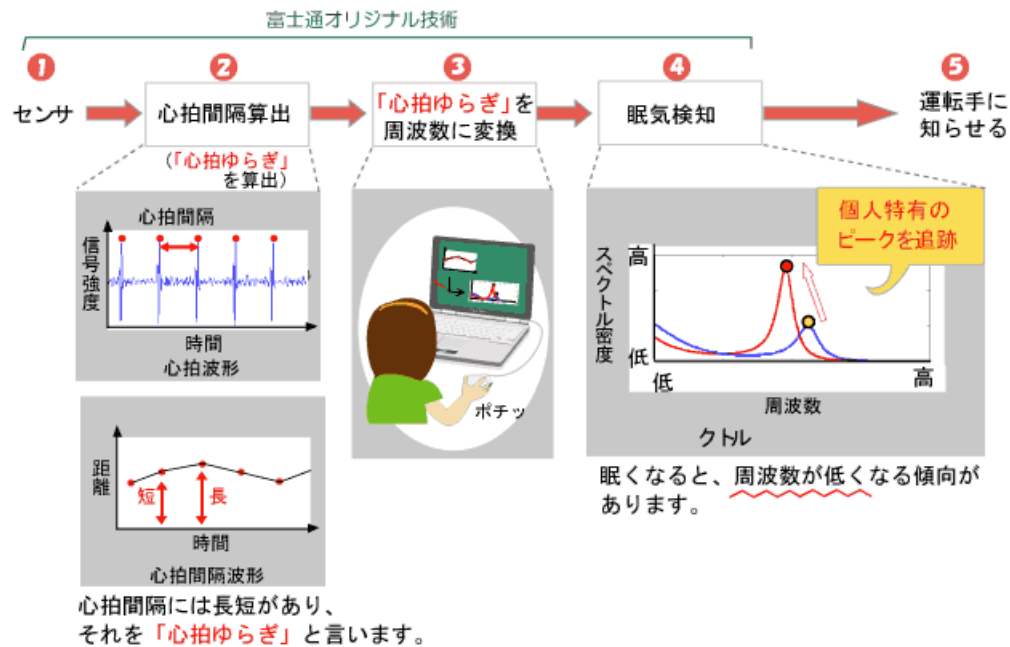 富士通オリジナル技術
1
センサ
2
心拍間隔算出
(「心拍ゆらぎ」
を算出)
3
「心拍ゆらぎ」を
周波数に変換
4
眠気検知
5
運転手に
知らせる
心拍間隔
信号強度
時間
心拍波形
距離
短
長
時間
心拍間隔波形
心拍間隔には長短があり、
それを「心拍ゆらぎ」と言います。
ポチッ
個人特有の
ピークを追跡
スペクトル密度
高
低
低
高
周波数
クトル
眠くなると、周波数が低くなる傾向が
あります。